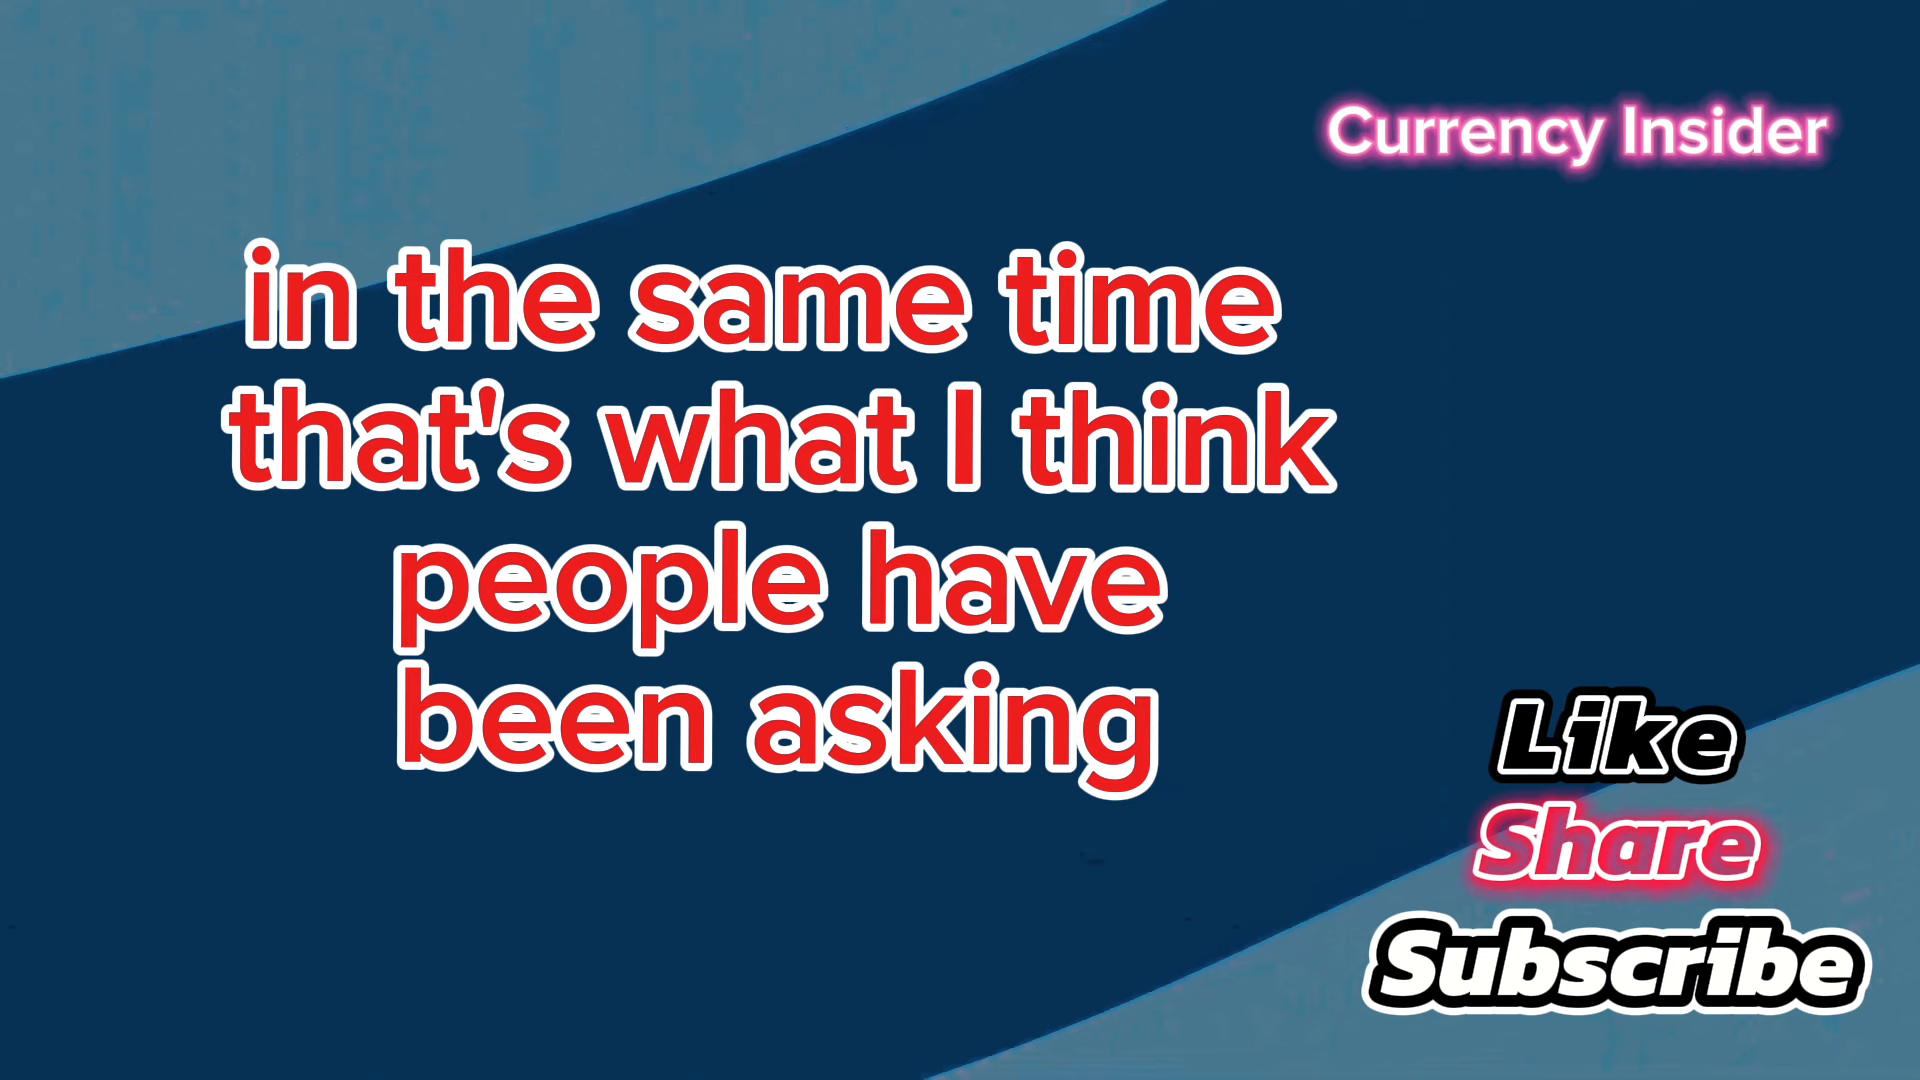 Currency Insider
in the same time
that's what I think
people have
been asking
Like
Share
Subscribe